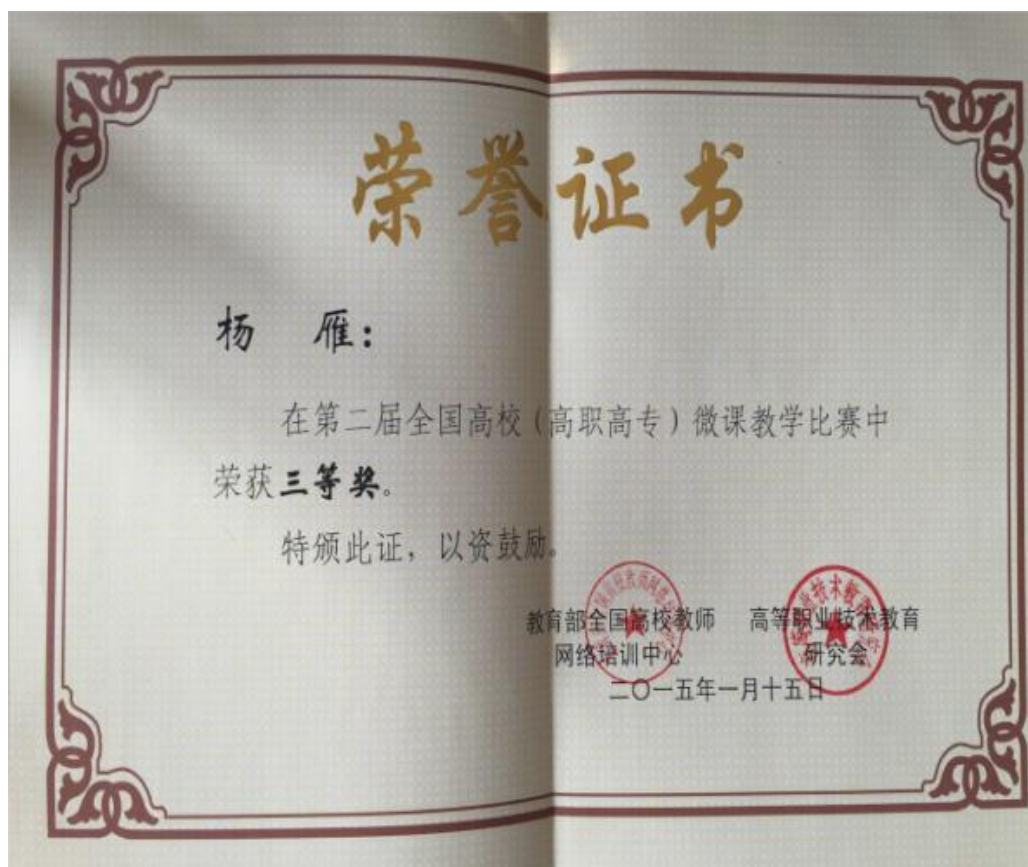 荣誉证书
杨 雁：
在第二届全国高校（高职高专）微课教学比赛中
荣获三等奖。
特颁此证，以资鼓励。
教育部全国高校教师 高等职业技术教育
网络培训中心 研究会
二〇一五年一月十五日